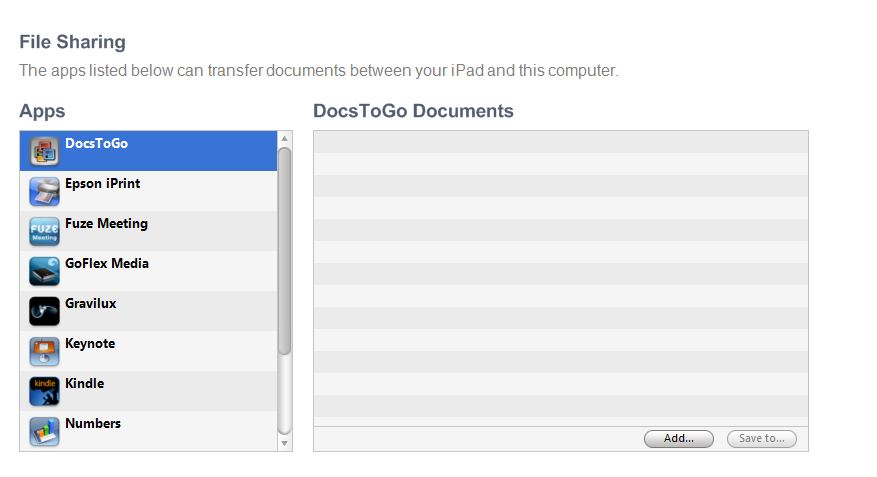 File Sharing
The apps listed below can transfer documents between your iPad and this computer.
Apps
DocsToGo
Epson iPrint
FUZE
Meeting
Fuze Meeting
GoFlex Media
Gravilux
Keynote
kindle
Kindle
Numbers
DocsToGo Documents
Add...
Save to...